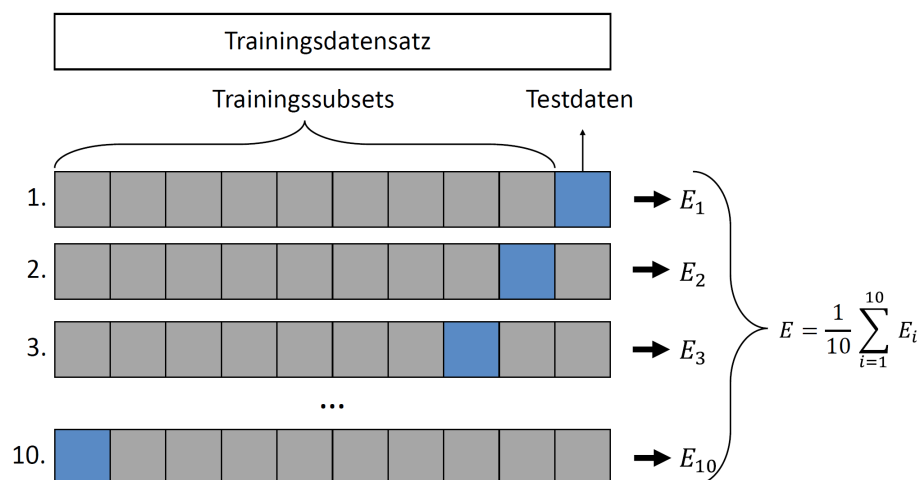 Trainingsdatensatz
Trainingssubsets Testdaten
1. E₁
2. E₂
3. E₃
...
10. E₁₀
E = 1/10 ∑_{i=1}^{10} E_i